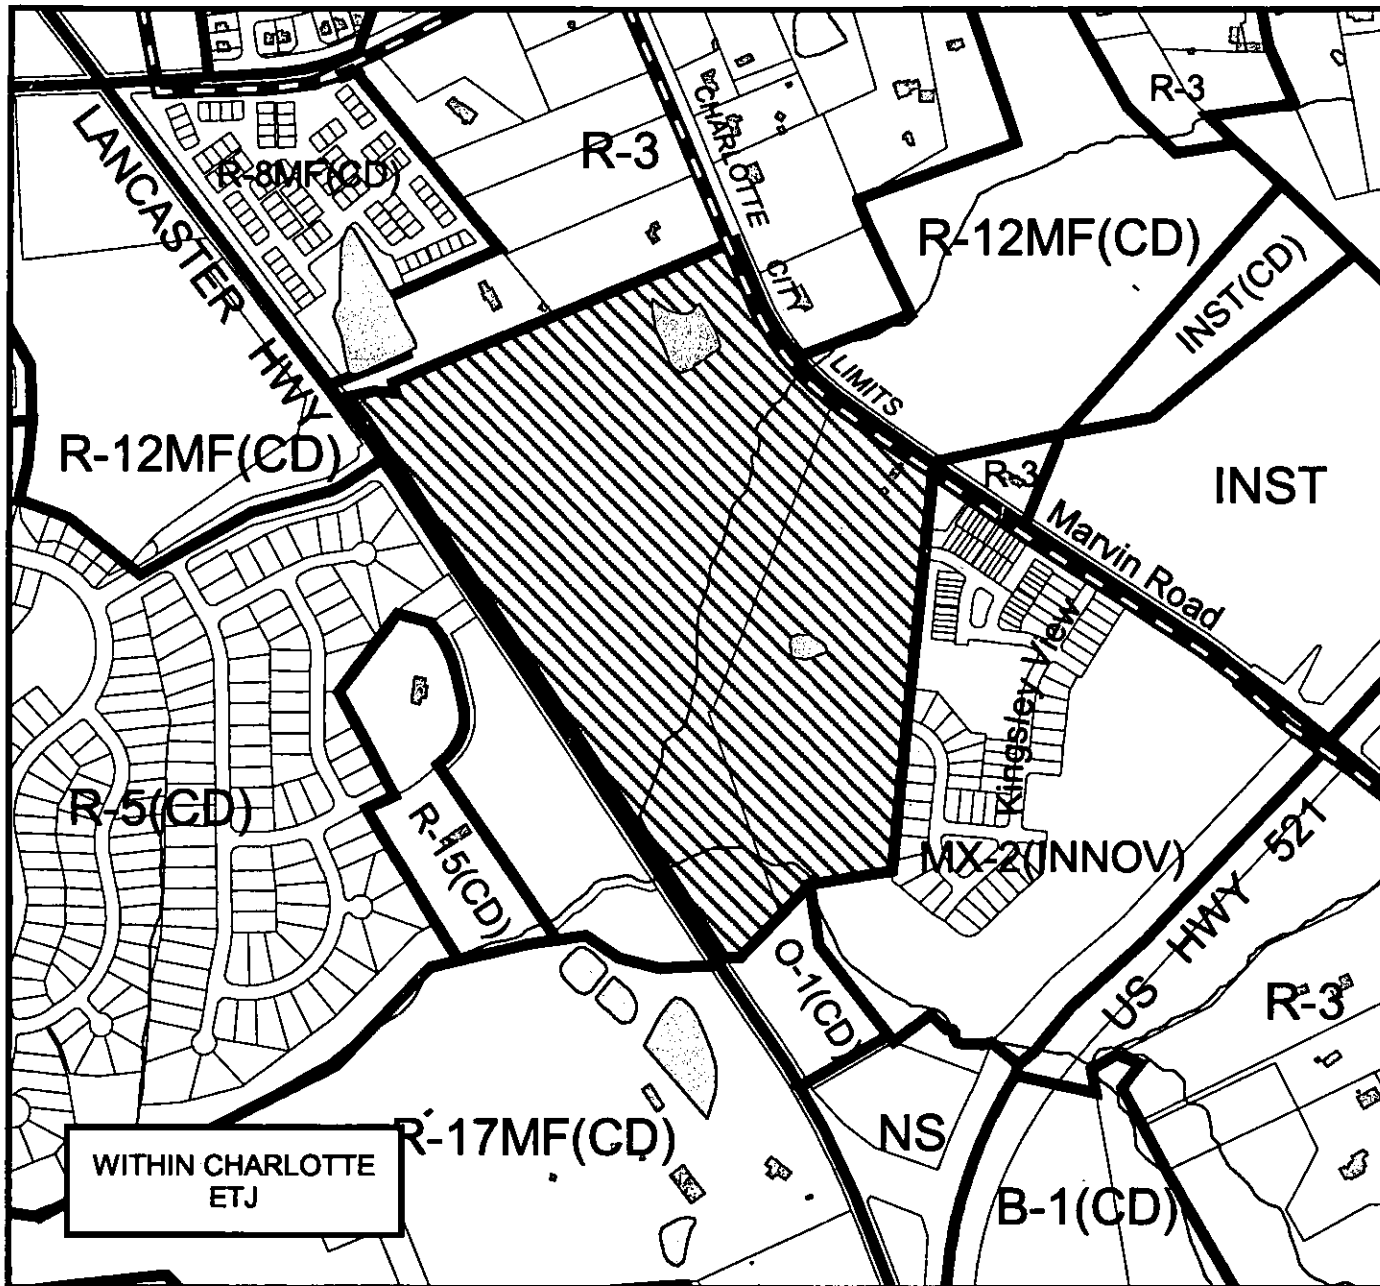 R-3
LANCASTER HWY
R-8MF(CD)
R-3
CHARLOTTE CITY LIMITS
R-12MF(CD)
INST(CD)
R-12MF(CD)
R-3
INST
Marvin Road
Kingsley View
R-5(CD)
R-15(CD)
MX-2(INNOV)
US HWY 521
O-1(CD)
R-3
R-17MF(CD)
NS
B-1(CD)
WITHIN CHARLOTTE
ETJ